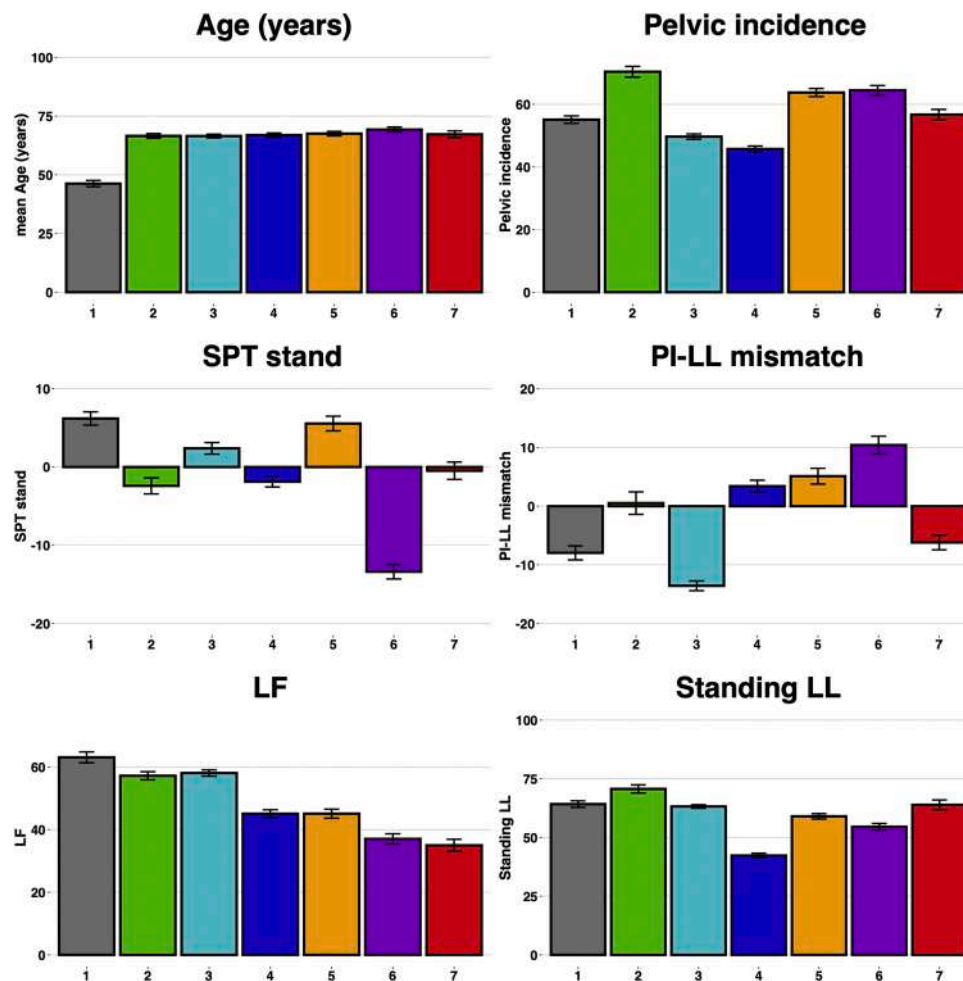 Age (years)
mean Age (years)
100
75
50
25
0
1 2 3 4 5 6 7
Pelvic incidence
Pelvic incidence
60
40
20
0
1 2 3 4 5 6 7
SPT stand
SPT stand
10
0
-10
-20
1 2 3 4 5 6 7
PI-LL mismatch
PI-LL mismatch
20
10
0
-10
-20
1 2 3 4 5 6 7
LF
LF
60
40
20
0
1 2 3 4 5 6 7
Standing LL
Standing LL
100
75
50
25
0
1 2 3 4 5 6 7